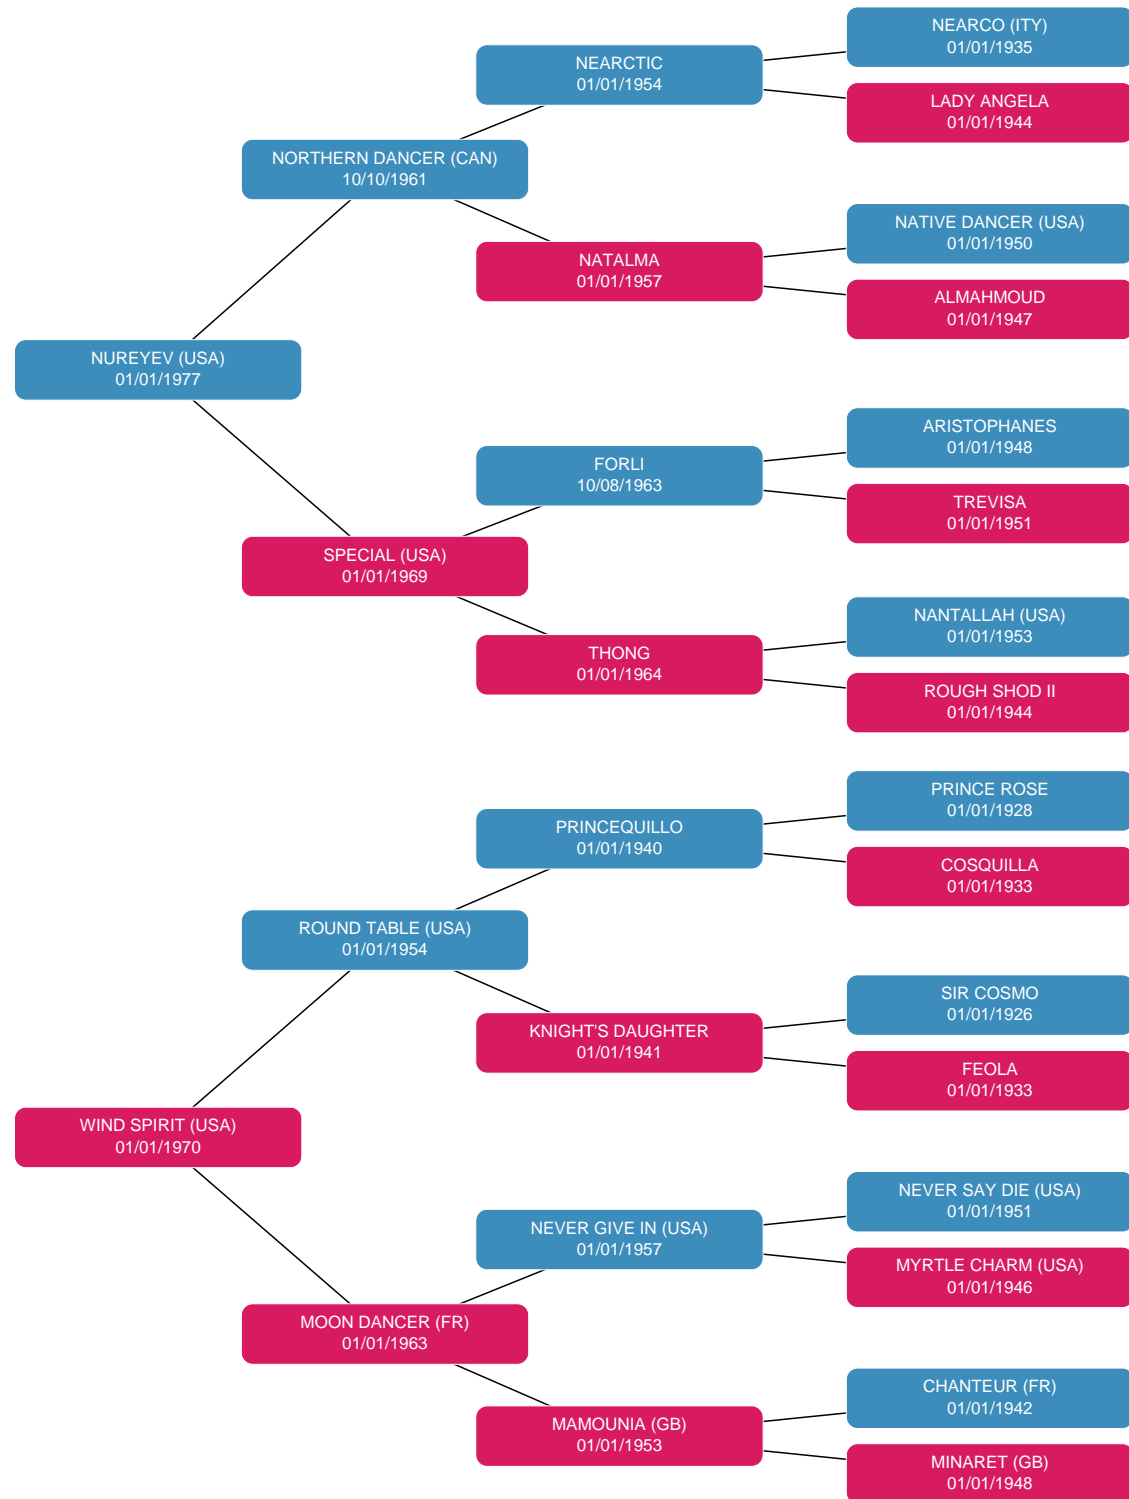 NEARCO (ITY)
01/01/1935
NEARCTIC
01/01/1954
LADY ANGELA
01/01/1944
NORTHERN DANCER (CAN)
10/10/1961
NATIVE DANCER (USA)
01/01/1950
NATALMA
01/01/1957
ALMAHMOUD
01/01/1947
NUREYEV (USA)
01/01/1977
ARISTOPHANES
01/01/1948
FORLI
10/08/1963
TREVISA
01/01/1951
SPECIAL (USA)
01/01/1969
NANTALLAH (USA)
01/01/1953
THONG
01/01/1964
ROUGH SHOD II
01/01/1944
PRINCE ROSE
01/01/1928
PRINCEQUILLO
01/01/1940
COSQUILLA
01/01/1933
ROUND TABLE (USA)
01/01/1954
SIR COSMO
01/01/1926
KNIGHT'S DAUGHTER
01/01/1941
FEOLA
01/01/1933
WIND SPIRIT (USA)
01/01/1970
NEVER SAY DIE (USA)
01/01/1951
NEVER GIVE IN (USA)
01/01/1957
MYRTLE CHARM (USA)
01/01/1946
MOON DANCER (FR)
01/01/1963
CHANTEUR (FR)
01/01/1942
MAMOUNIA (GB)
01/01/1953
MINARET (GB)
01/01/1948